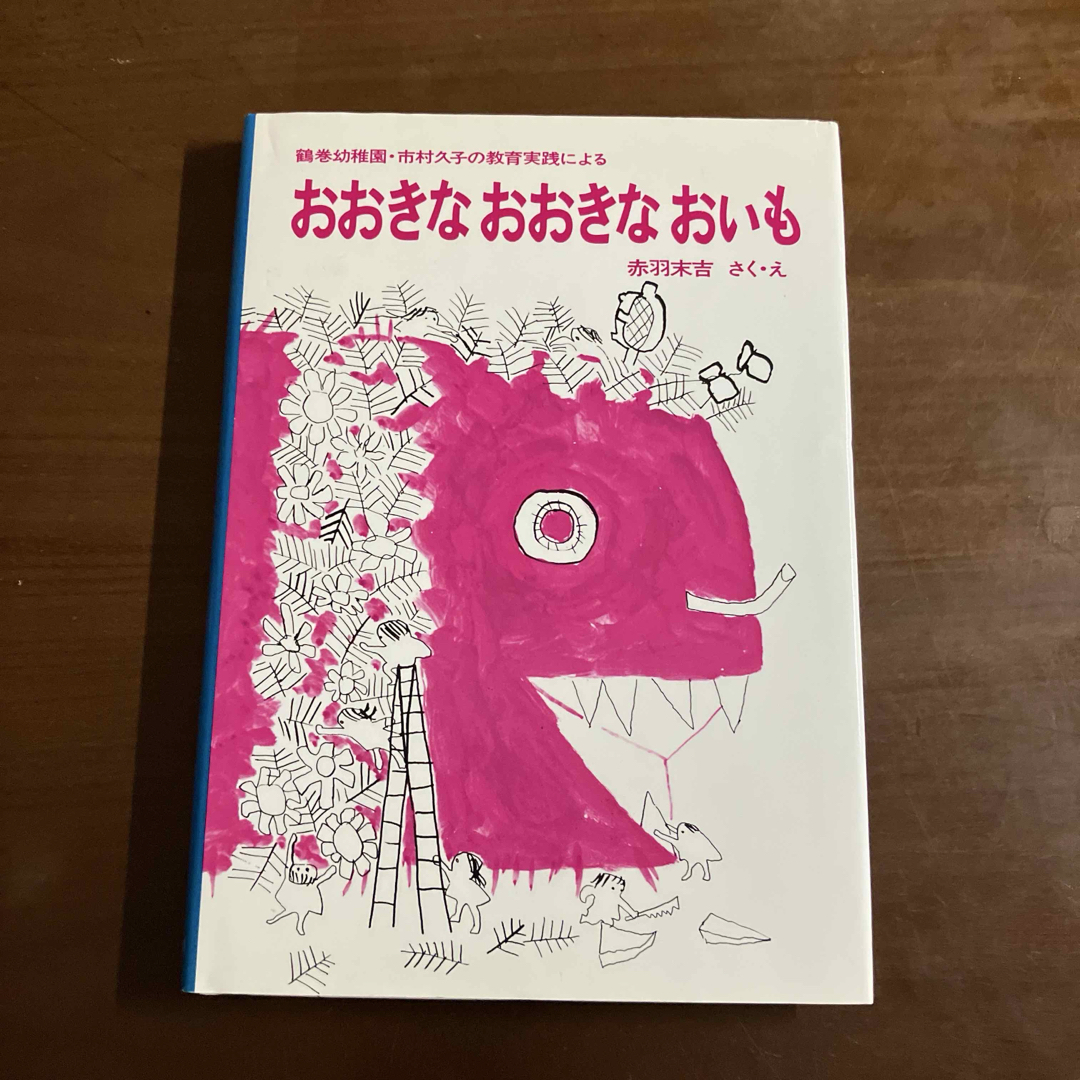 鶴巻幼稚園・市村久子の教育実践による
おおきな おおきな おいも
赤羽末吉 さく・え